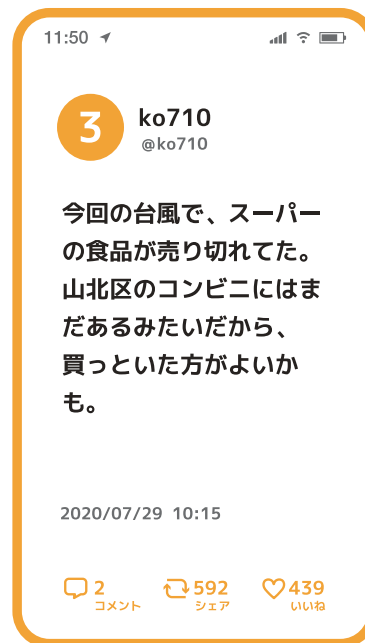 11:50
3
ko710
@ko710
今回の台風で、スーパー
の食品が売り切れてた。
山北区のコンビニにはま
だあるみたいだから、
買っといた方がよいか
も。
2020/07/29 10:15
2 592 439
コメント シェア いいね